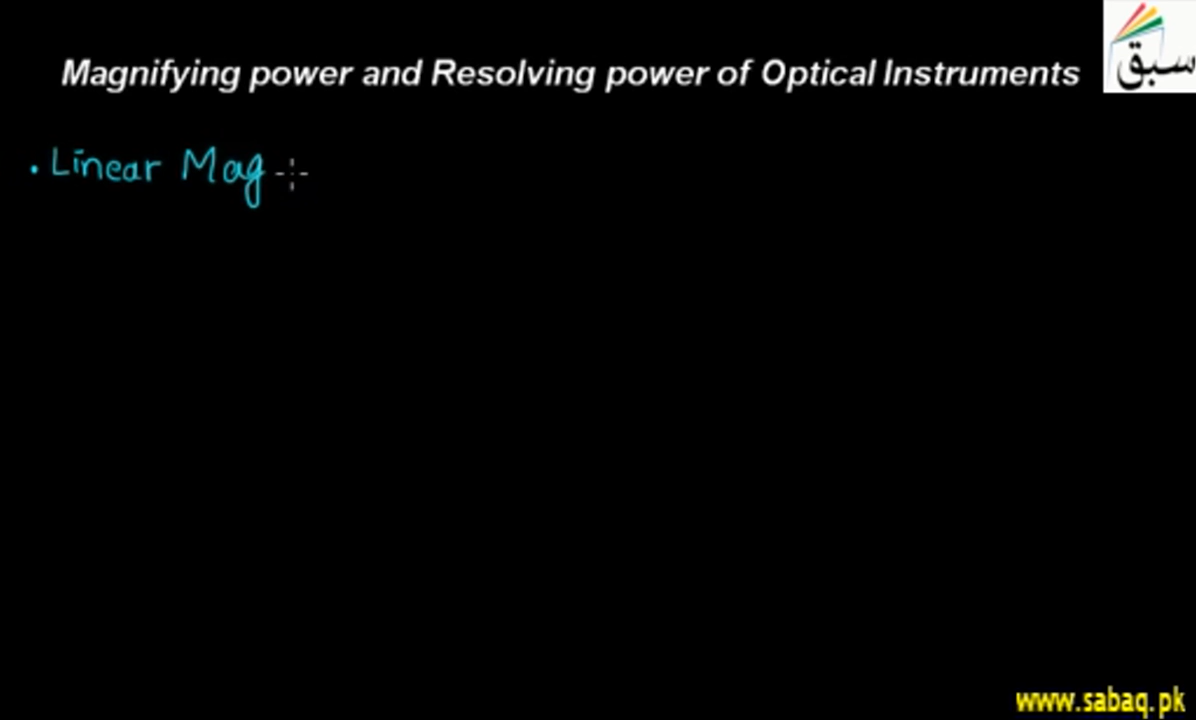 Magnifying power and Resolving power of Optical Instruments
سبق
. Linear Mag
www.sabaq.pk